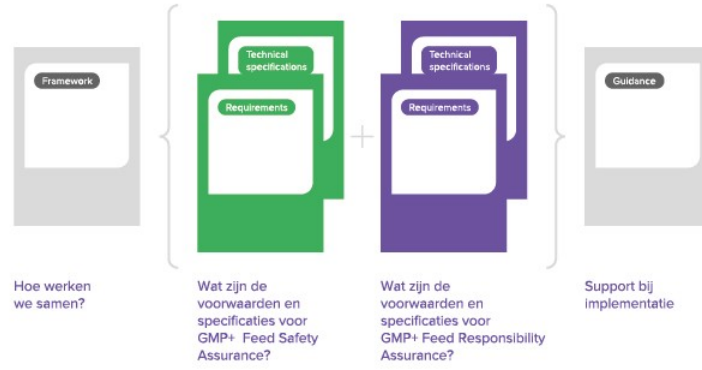 Framework
Technical
specifications
Requirements
Technical
specifications
Requirements
Guidance
Hoe werken
we samen?
Wat zijn de
voorwaarden en
specificaties voor
GMP+ Feed Safety
Assurance?
Wat zijn de
voorwaarden en
specificaties voor
GMP+ Feed Responsibility
Assurance?
Support bij
implementatie